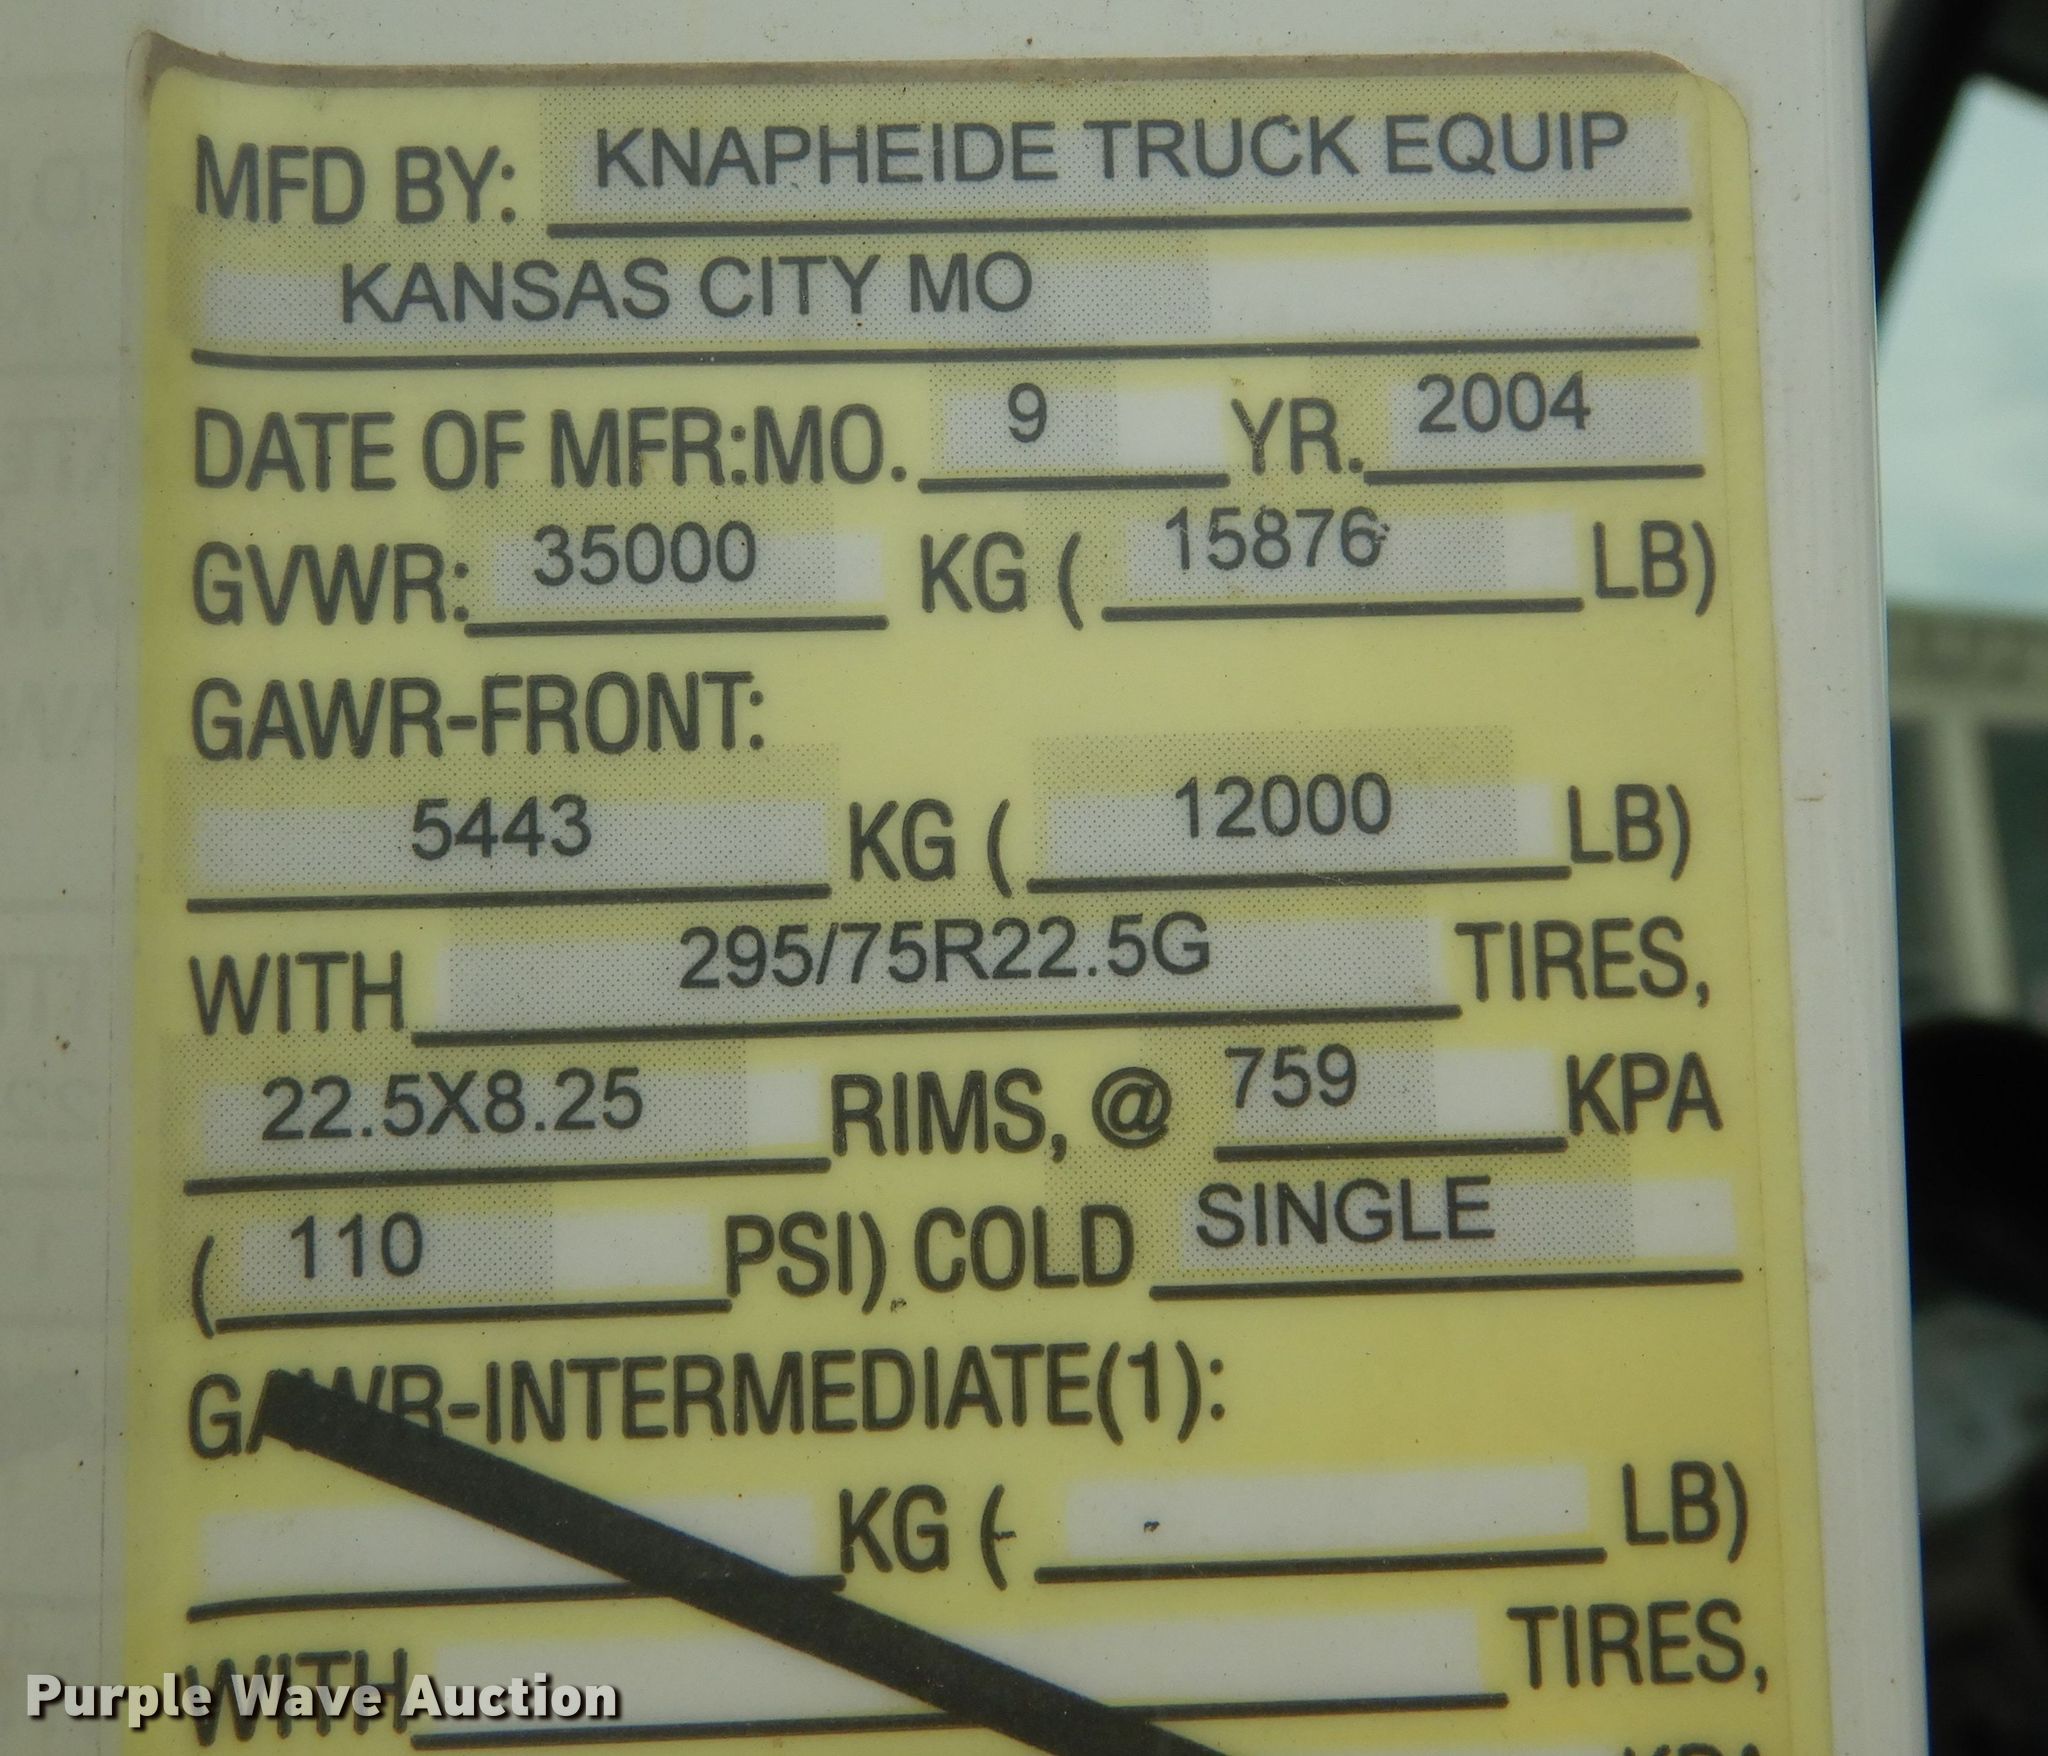 MFD BY: KNAPHEIDE TRUCK EQUIP
KANSAS CITY MO
DATE OF MFR:MO. 9 YR. 2004
GVWR: 35000 KG ( 15876 LB)
GAWR-FRONT:
5443 KG ( 12000 LB)
WITH 295/75R22.5G TIRES,
22.5X8.25 RIMS, @ 759 KPA
( 110 PSI) COLD SINGLE
GAWR-INTERMEDIATE(1):
KG ( - LB)
WITH TIRES,
KPA
Purple Wave Auction